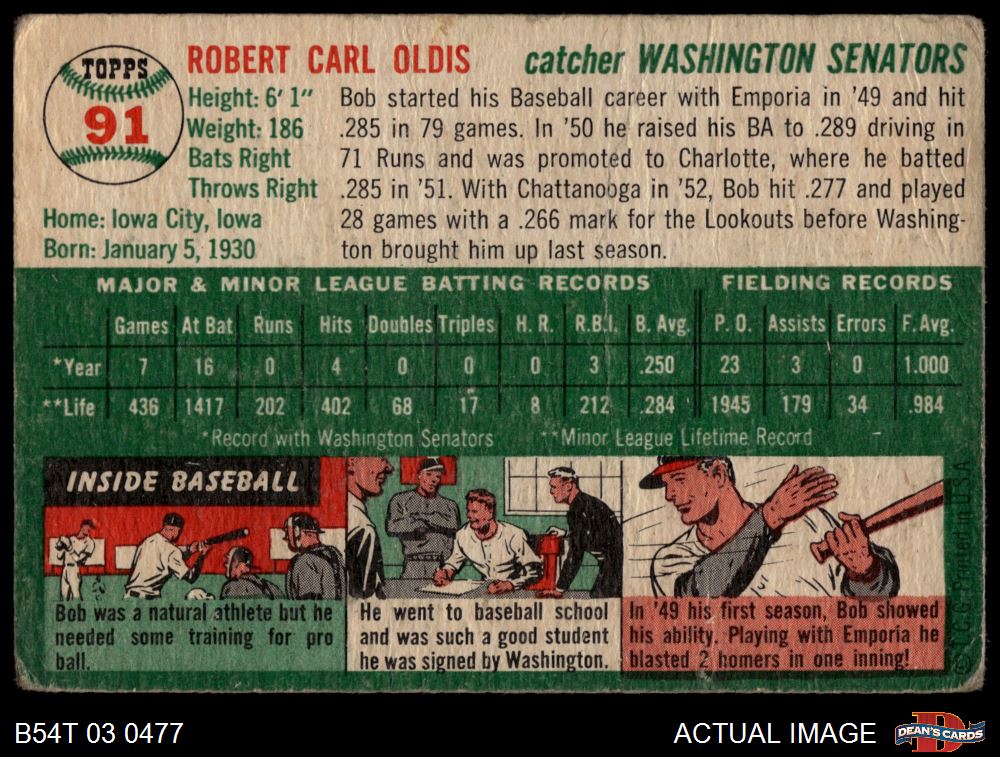 TOPPS
91
ROBERT CARL OLDIS
catcher WASHINGTON SENATORS
Height: 6' 1"
Weight: 186
Bats Right
Throws Right
Home: Iowa City, Iowa
Born: January 5, 1930
Bob started his Baseball career with Emporia in '49 and hit
.285 in 79 games. In '50 he raised his BA to .289 driving in
71 Runs and was promoted to Charlotte, where he batted
.285 in '51. With Chattanooga in '52, Bob hit .277 and played
28 games with a .266 mark for the Lookouts before Washing-
ton brought him up last season.
MAJOR & MINOR LEAGUE BATTING RECORDS FIELDING RECORDS
Games At Bat Runs Hits Doubles Triples H. R. R.B.I. B. Avg. P. O. Assists Errors F. Avg.
*Year 7 16 0 4 0 0 0 3 .250 23 3 0 1.000
**Life 436 1417 202 402 68 17 8 212 .284 1945 179 34 .984
*Record with Washington Senators **Minor League Lifetime Record
INSIDE BASEBALL
Bob was a natural athlete but he
needed some training for pro
ball.
He went to baseball school
and was such a good student
he was signed by Washington.
In '49 his first season, Bob showed
his ability. Playing with Emporia he
blasted 2 homers in one inning!
© T.C.G. Printed in U.S.A.
B54T 03 0477
ACTUAL IMAGE
D
DEAN'S CARDS